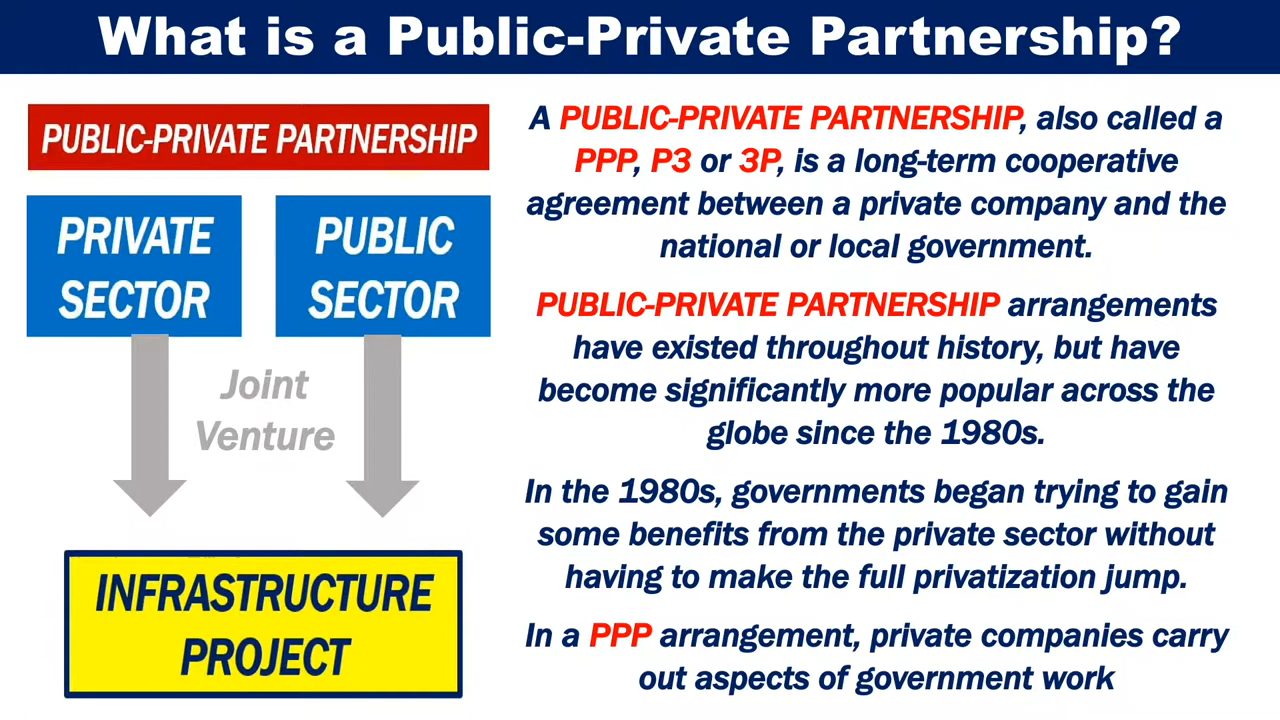 What is a Public-Private Partnership?
PUBLIC-PRIVATE PARTNERSHIP
PRIVATE
SECTOR
PUBLIC
SECTOR
Joint
Venture
INFRASTRUCTURE
PROJECT
A PUBLIC-PRIVATE PARTNERSHIP, also called a
PPP, P3 or 3P, is a long-term cooperative
agreement between a private company and the
national or local government.
PUBLIC-PRIVATE PARTNERSHIP arrangements
have existed throughout history, but have
become significantly more popular across the
globe since the 1980s.
In the 1980s, governments began trying to gain
some benefits from the private sector without
having to make the full privatization jump.
In a PPP arrangement, private companies carry
out aspects of government work